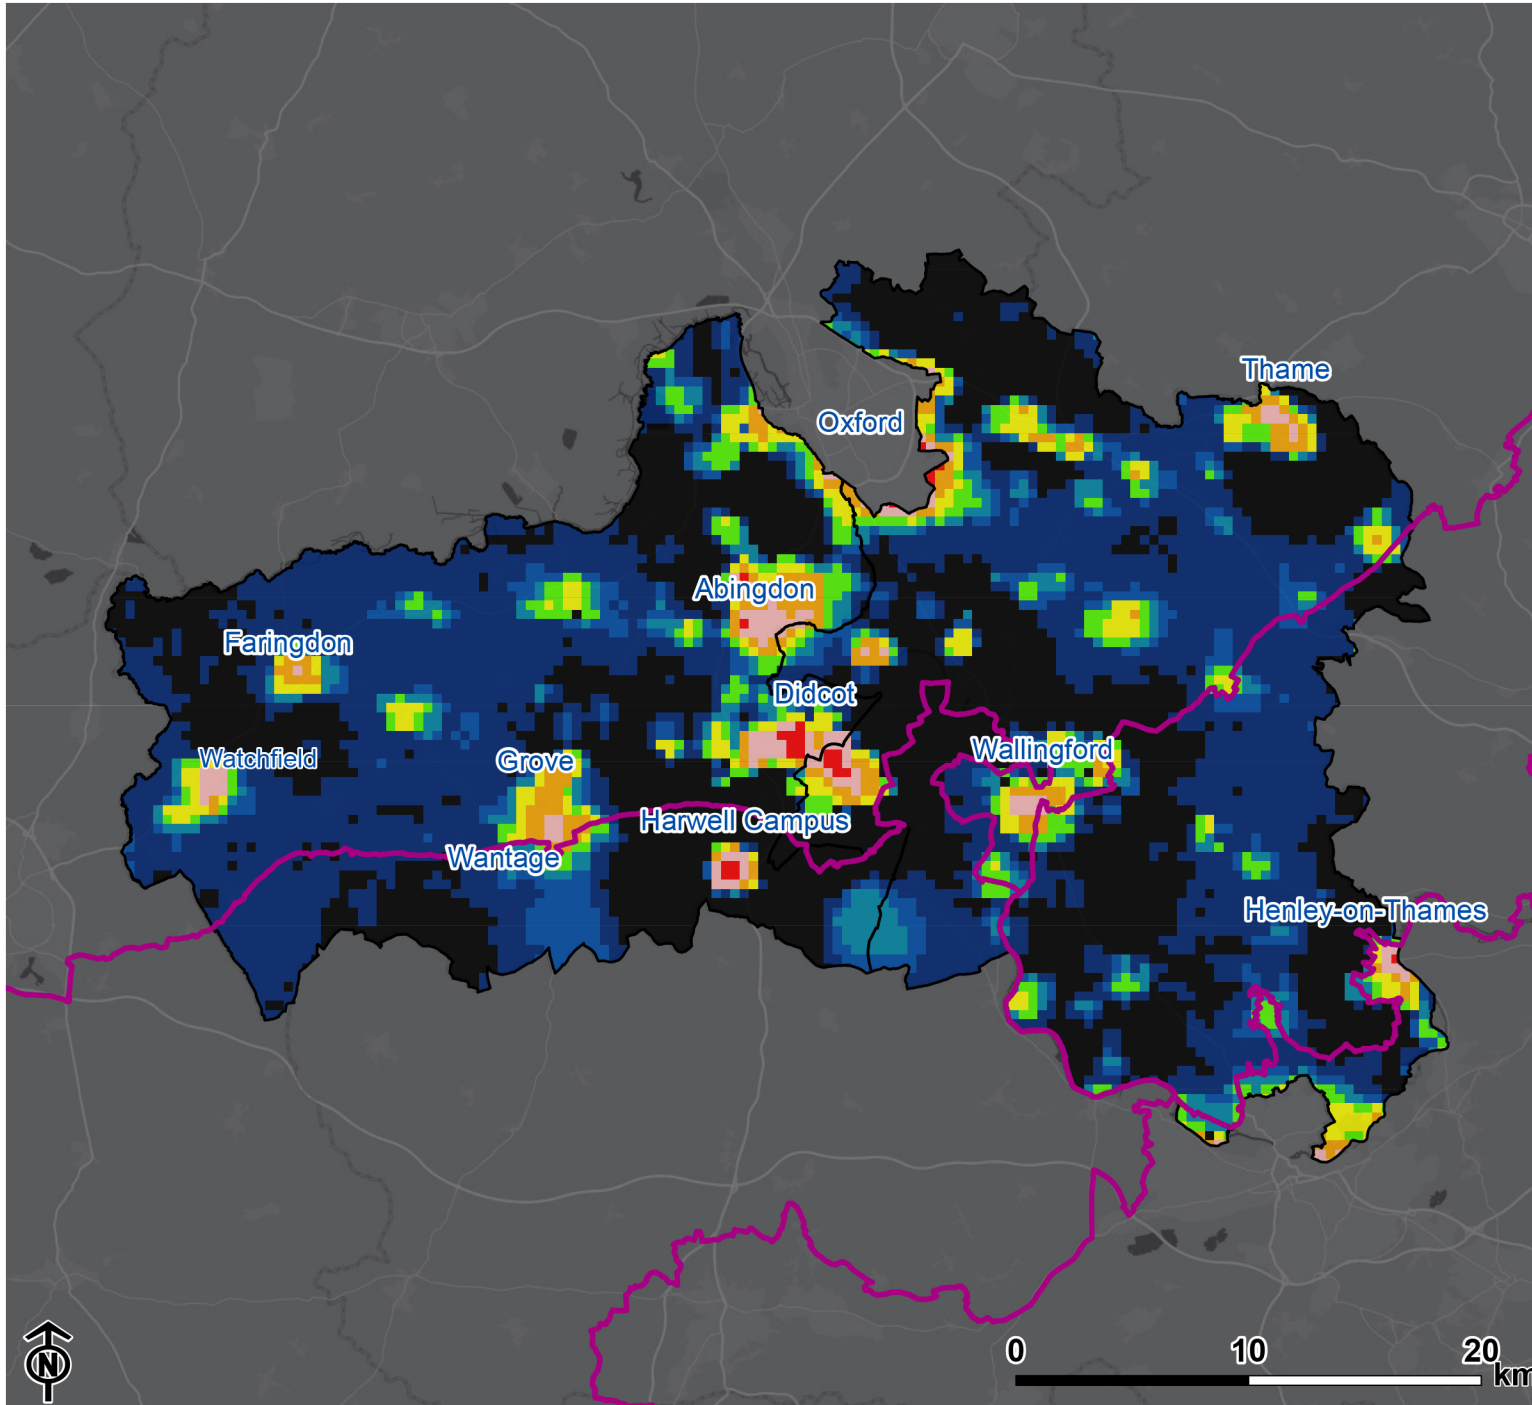 Thame
Oxford
Abingdon
Faringdon
Didcot
Watchfield
Grove
Wallingford
Harwell Campus
Wantage
Henley-on-Thames
N
0 10 20
km